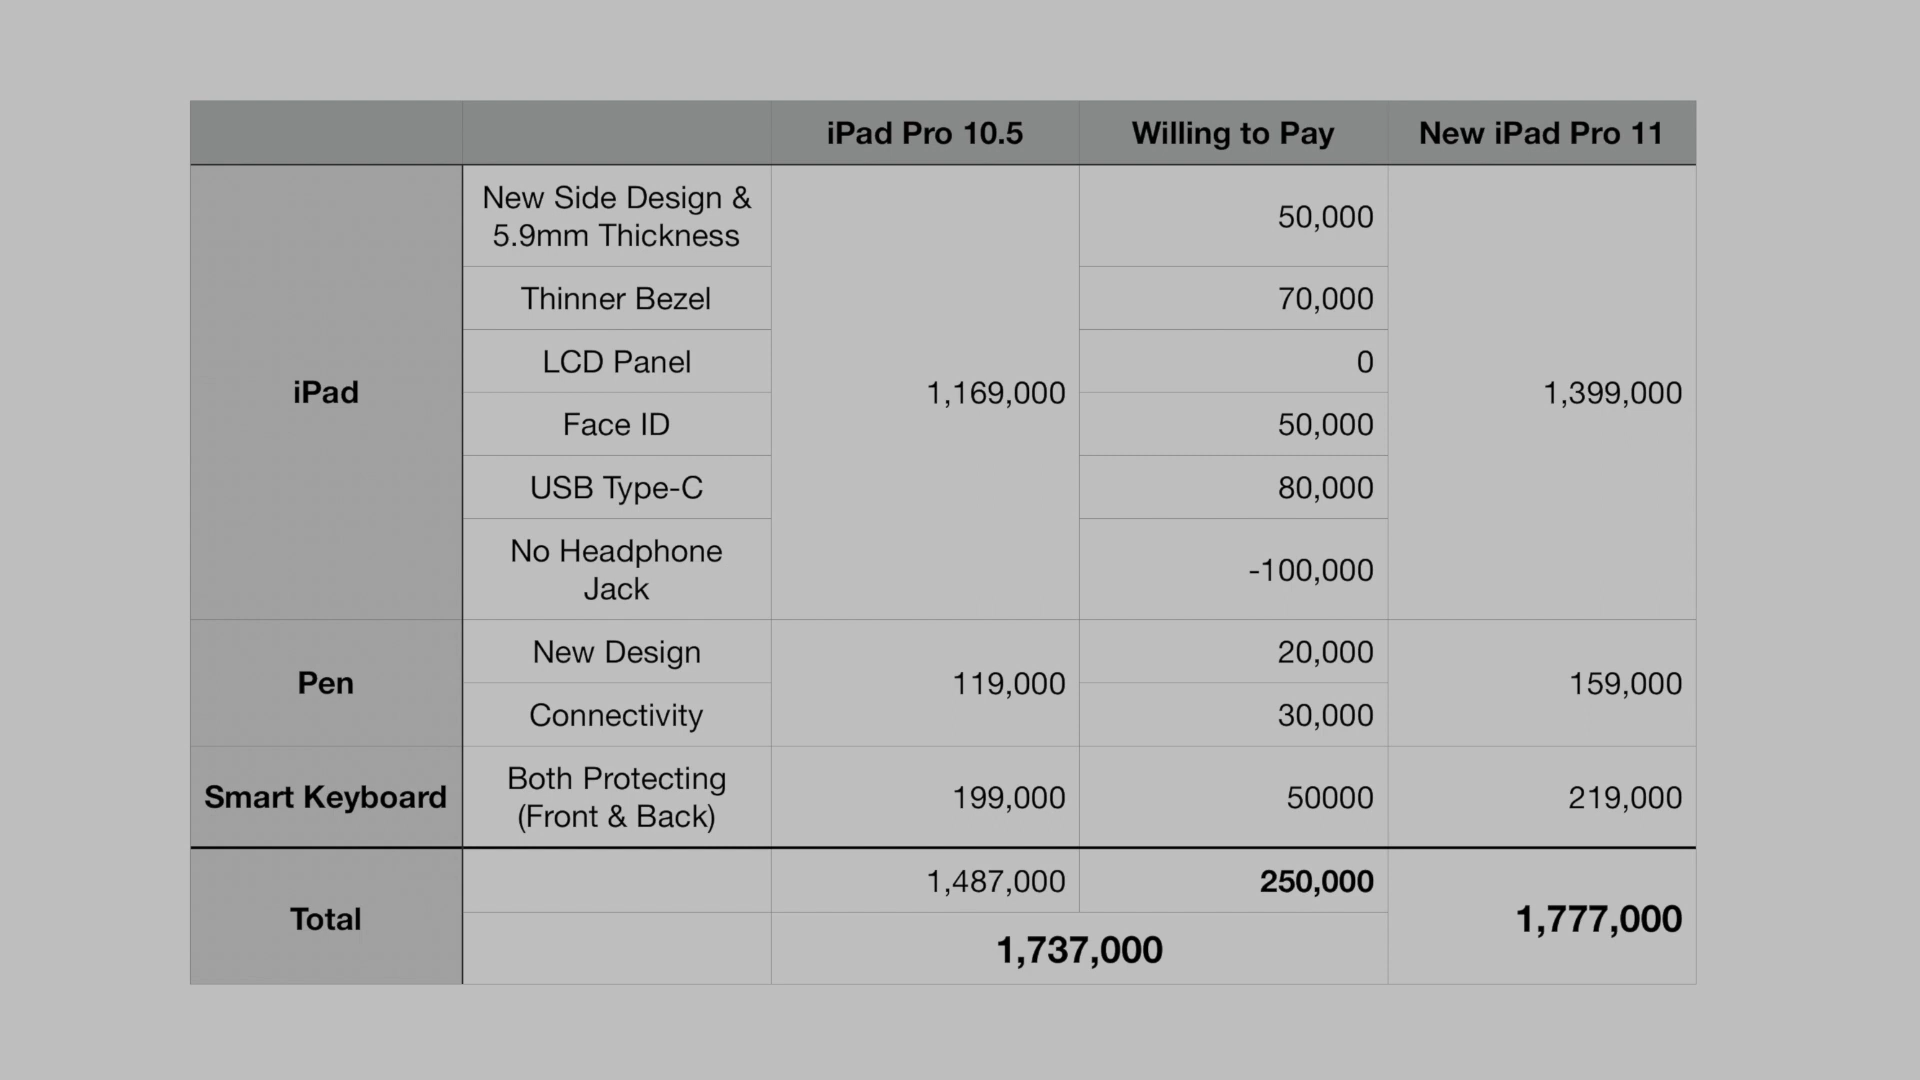 iPad Pro 10.5 Willing to Pay New iPad Pro 11
New Side Design &
5.9mm Thickness
50,000
Thinner Bezel 70,000
LCD Panel 0
iPad 1,169,000 1,399,000
Face ID 50,000
USB Type-C 80,000
No Headphone
Jack
-100,000
New Design 20,000
Pen 119,000 159,000
Connectivity 30,000
Smart Keyboard
Both Protecting
(Front & Back)
199,000 50000 219,000
1,487,000 250,000
Total 1,777,000
1,737,000